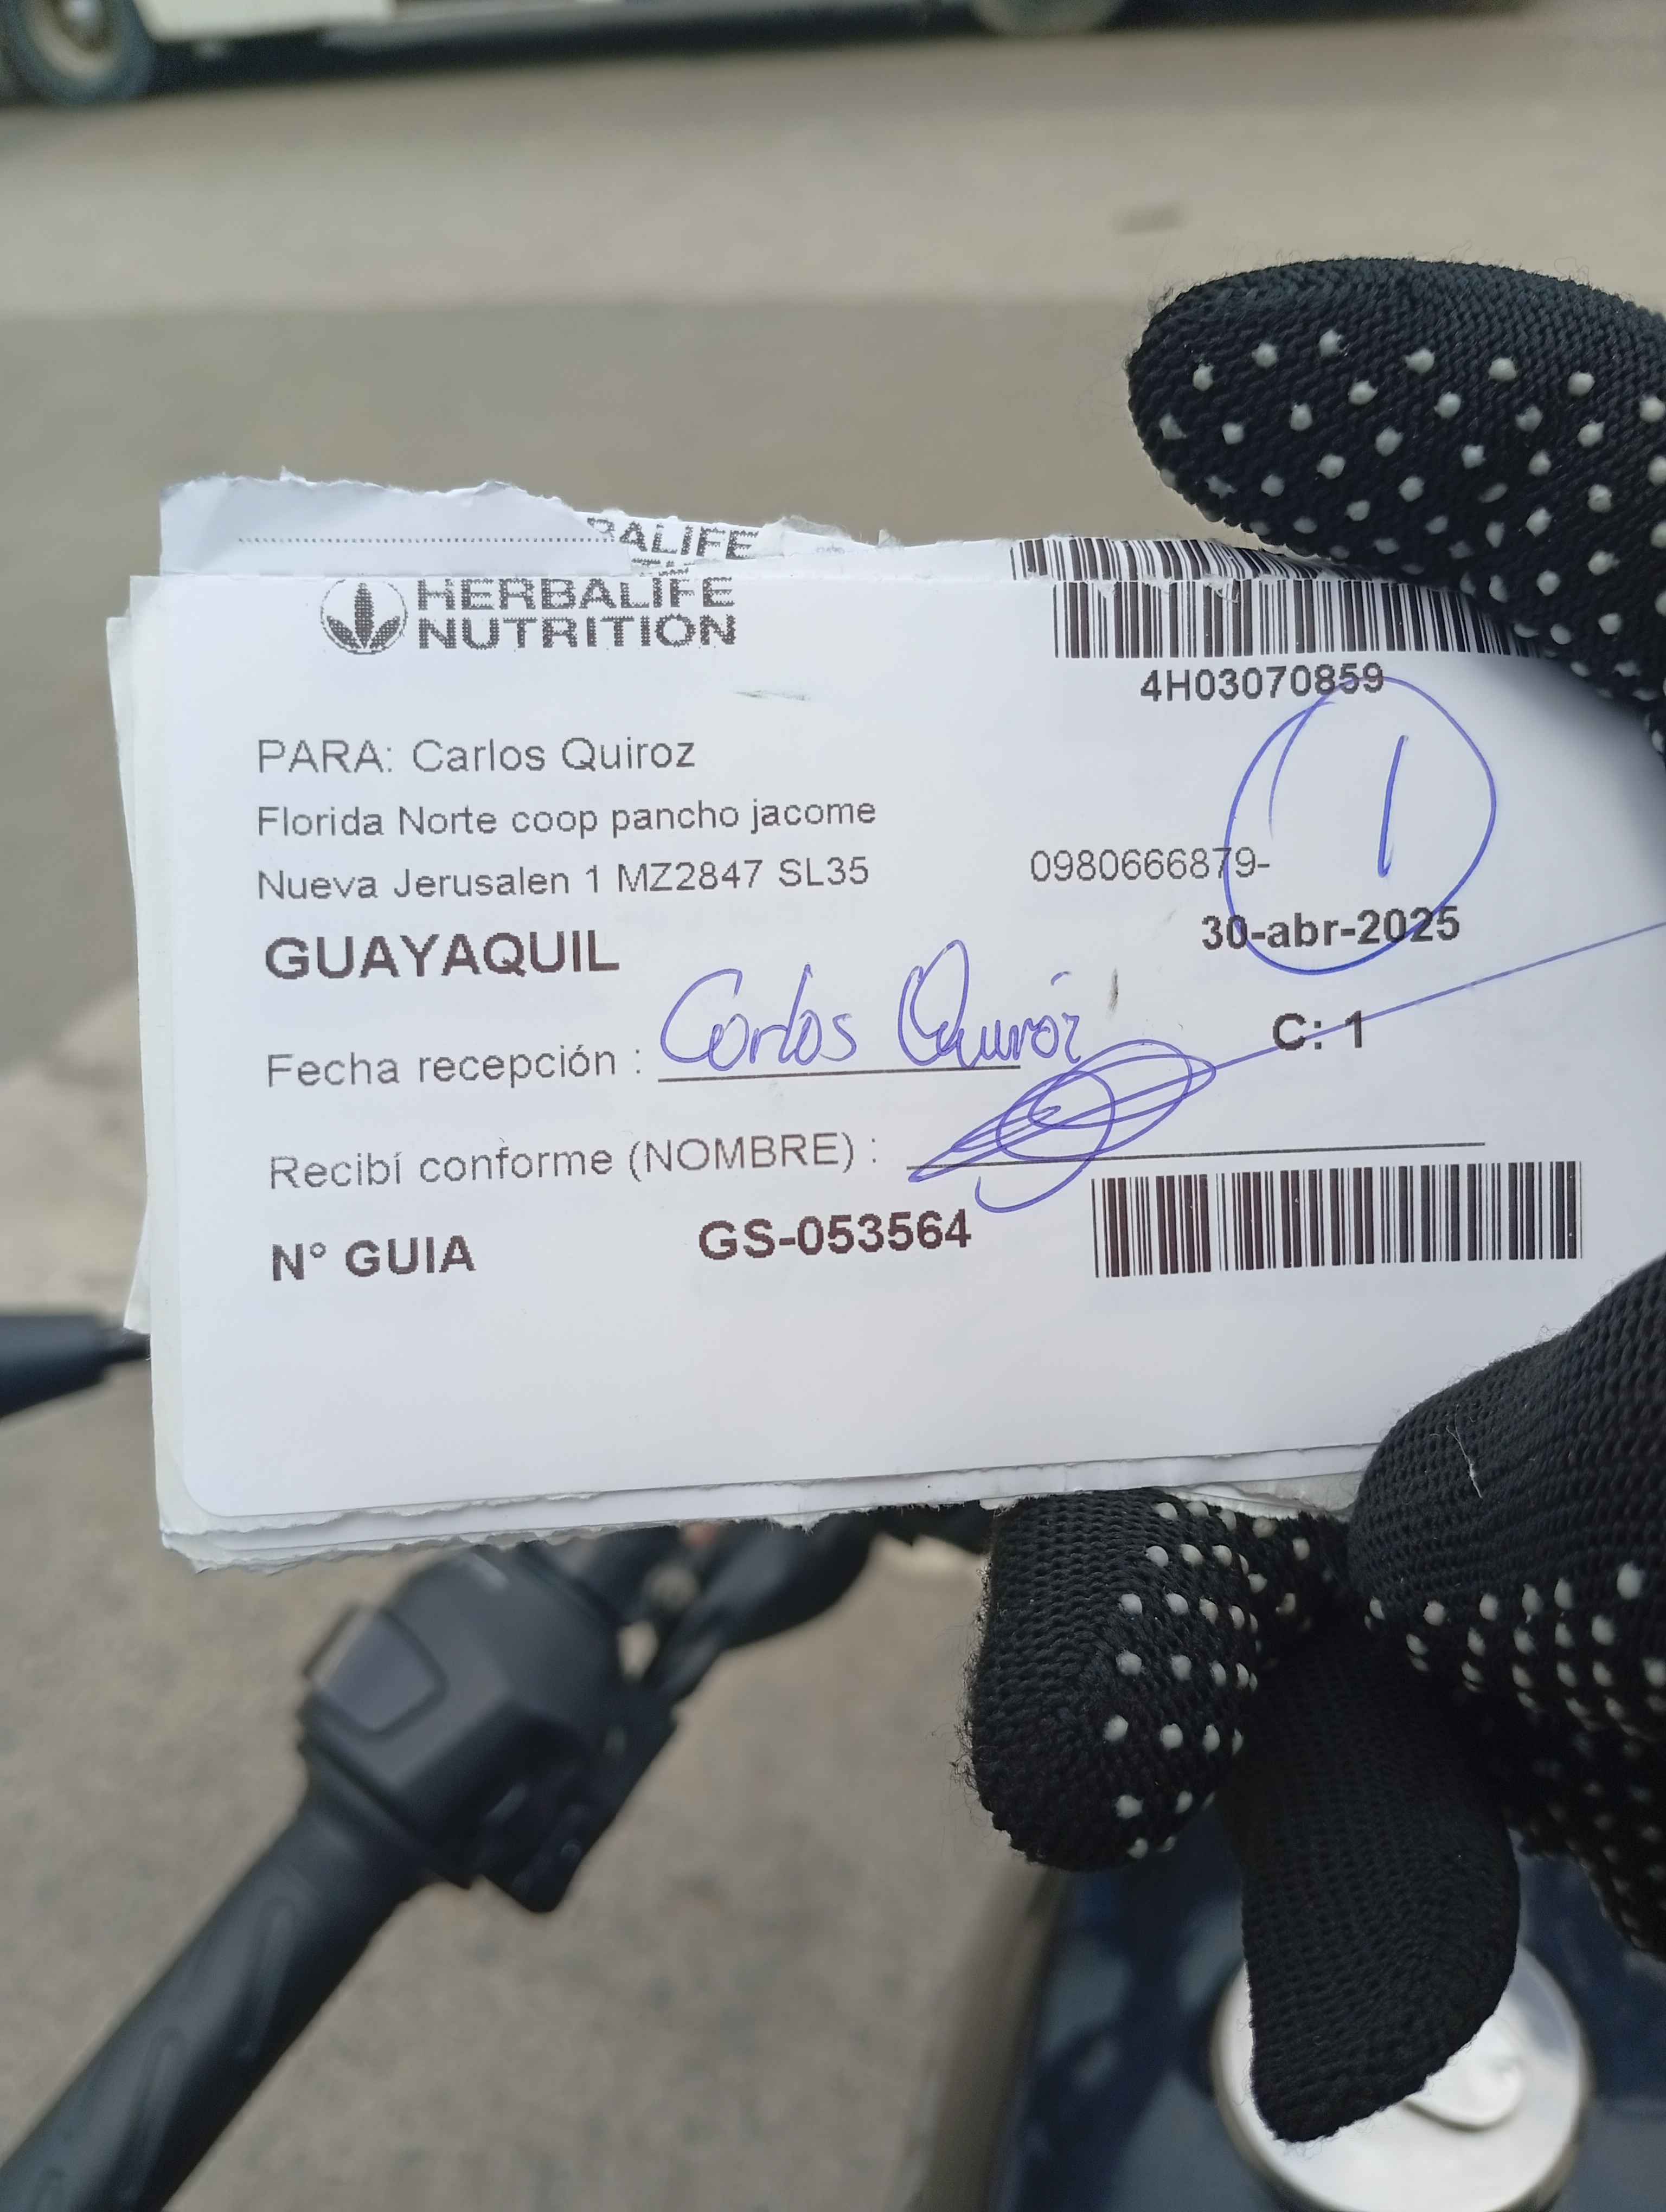 HERBALIFE
NUTRITION
4H03070859
PARA: Carlos Quiroz
Florida Norte coop pancho jacome
Nueva Jerusalen 1 MZ2847 SL35
0980666879-
1
GUAYAQUIL
30-abr-2025
Fecha recepción : Carlos Quiroz
C: 1
Recibí conforme (NOMBRE) :
N° GUIA GS-053564